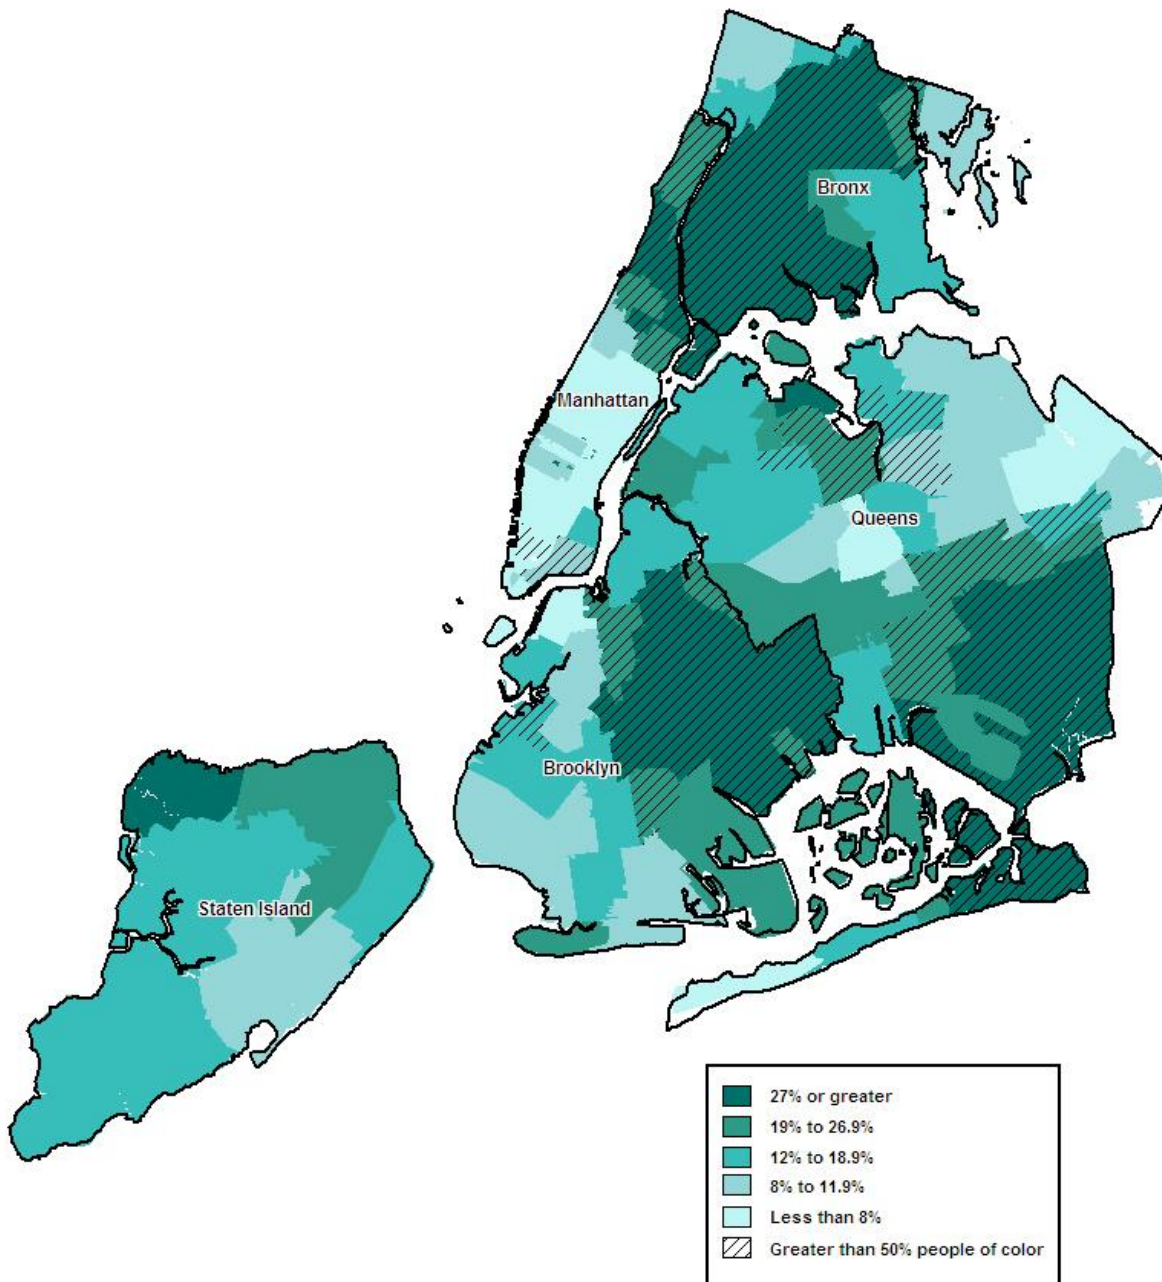 Bronx
Manhattan
Queens
Brooklyn
Staten Island
27% or greater
19% to 26.9%
12% to 18.9%
8% to 11.9%
Less than 8%
Greater than 50% people of color